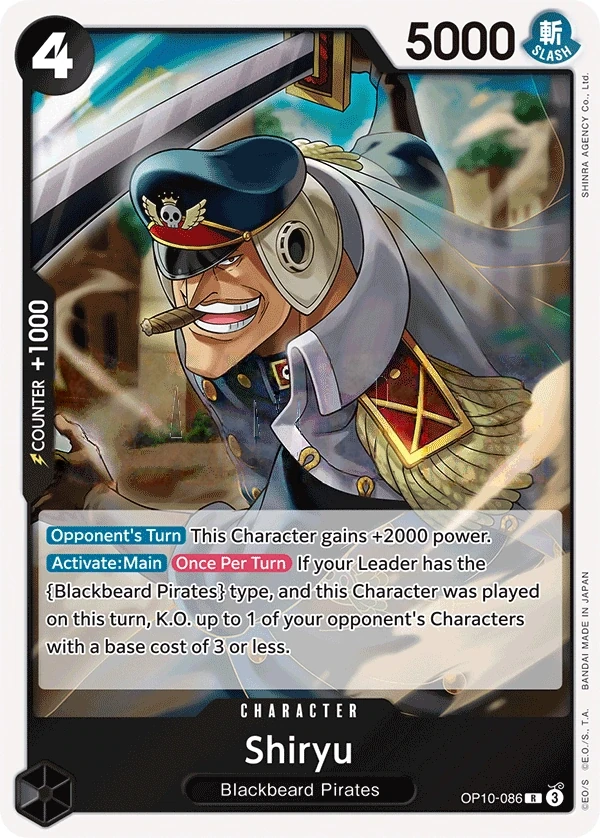 4
5000
斬
SLASH
SHINRA AGENCY Co., Ltd.
COUNTER +1000
Opponent's Turn This Character gains +2000 power.
Activate:Main Once Per Turn If your Leader has the
{Blackbeard Pirates} type, and this Character was played
on this turn, K.O. up to 1 of your opponent's Characters
with a base cost of 3 or less.
BANDAI MADE IN JAPAN
©E.O./S., T.A.
©EO/S
CHARACTER
Shiryu
Blackbeard Pirates
OP10-086 R 3